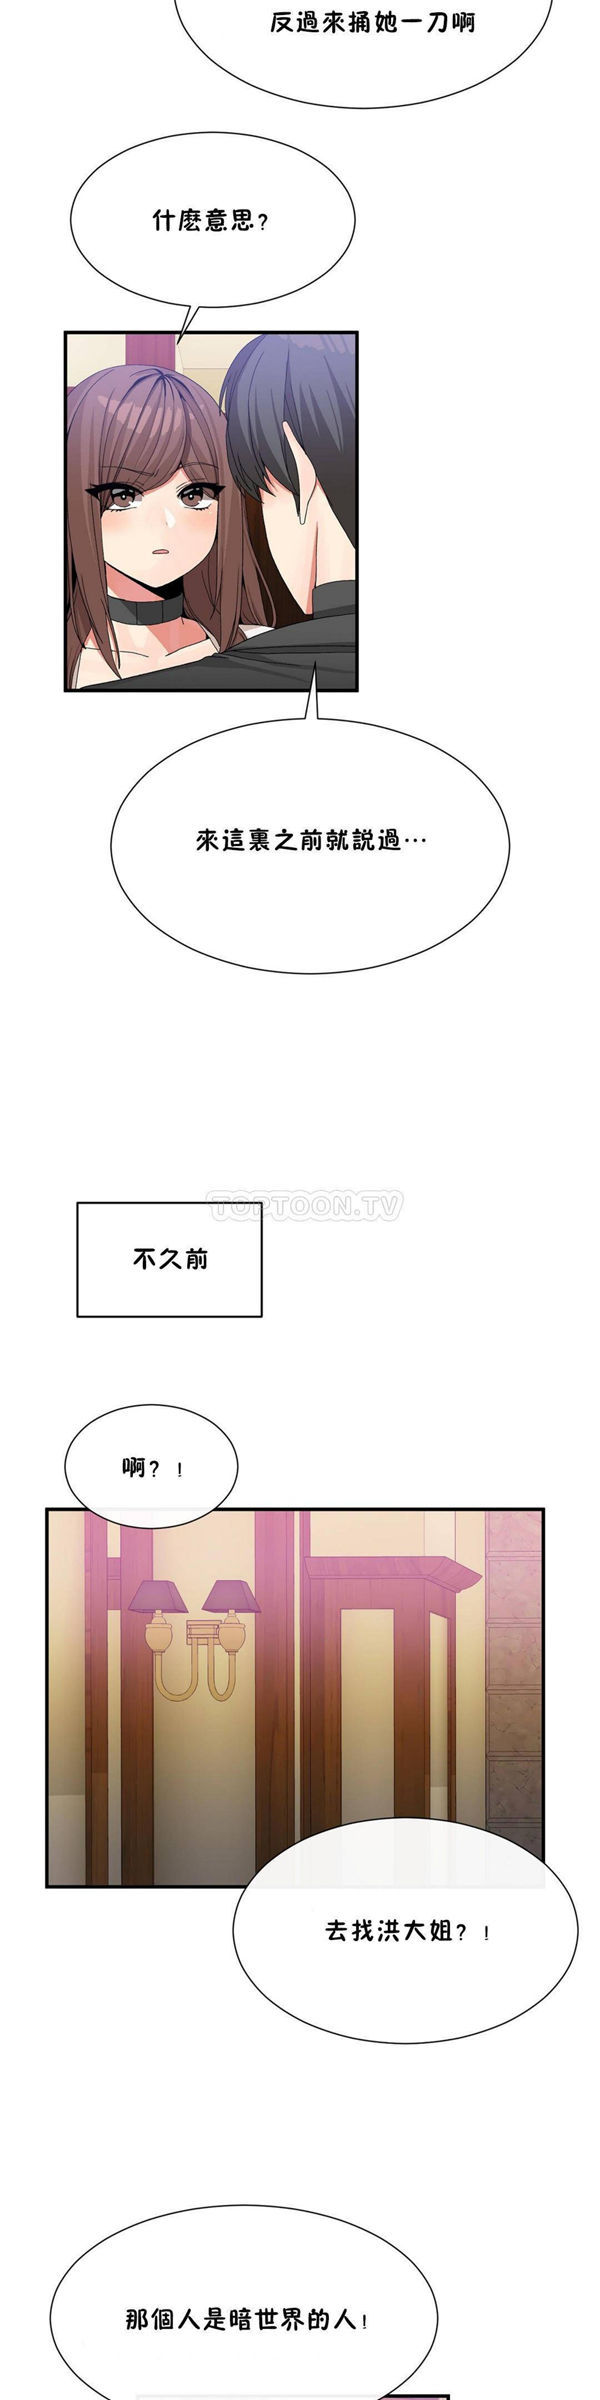 反過來捅她一刀啊
什麽意思?
來這裏之前就説過…
TOPTOON.TV
不久前
啊? !
去找洪大姐? !
那個人是暗世界的人!